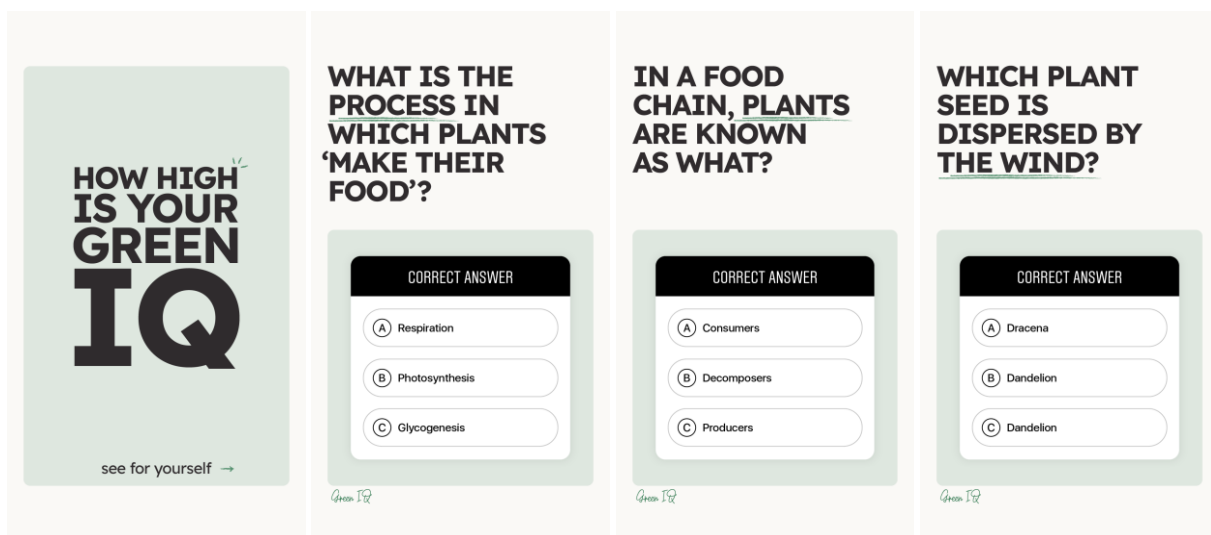 HOW HIGH
IS YOUR
GREEN
IQ
see for yourself →
WHAT IS THE
PROCESS IN
WHICH PLANTS
‘MAKE THEIR
FOOD’?
CORRECT ANSWER
A Respiration
B Photosynthesis
C Glycogenesis
Green IQ
IN A FOOD
CHAIN, PLANTS
ARE KNOWN
AS WHAT?
CORRECT ANSWER
A Consumers
B Decomposers
C Producers
Green IQ
WHICH PLANT
SEED IS
DISPERSED BY
THE WIND?
CORRECT ANSWER
A Dracena
B Dandelion
C Dandelion
Green IQ